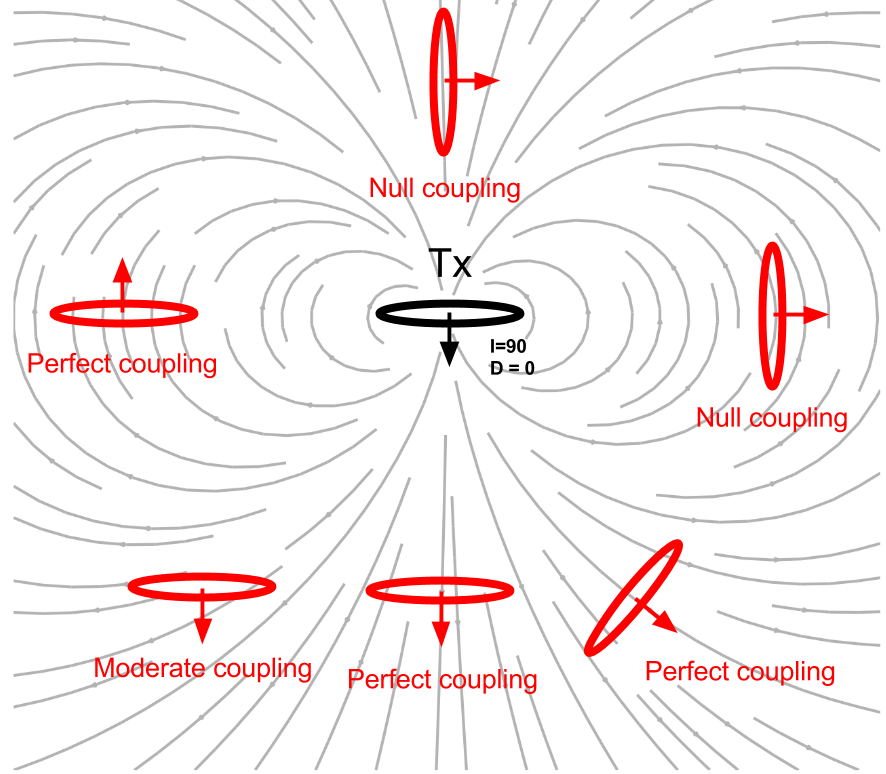 Null coupling
Tx
I=90
D = 0
Perfect coupling
Null coupling
Moderate coupling
Perfect coupling
Perfect coupling